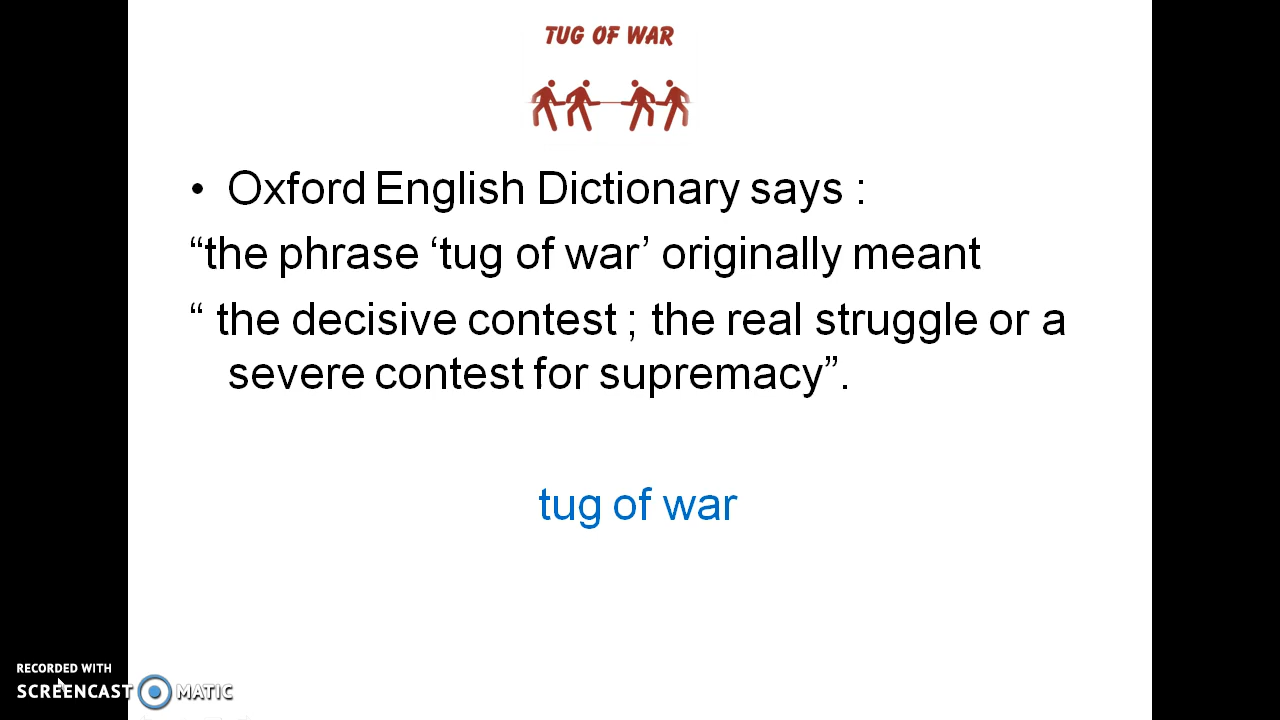 TUG OF WAR
• Oxford English Dictionary says :
“the phrase ‘tug of war’ originally meant
“ the decisive contest ; the real struggle or a
severe contest for supremacy”.
tug of war
RECORDED WITH
SCREENCAST MATIC